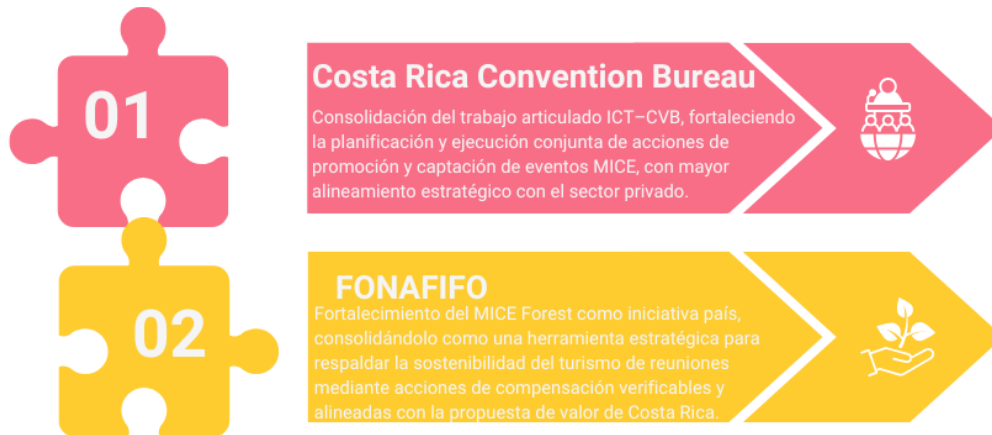 01
Costa Rica Convention Bureau
Consolidación del trabajo articulado ICT–CVB, fortaleciendo
la planificación y ejecución conjunta de acciones de
promoción y captación de eventos MICE, con mayor
alineamiento estratégico con el sector privado.
02
FONAFIFO
Fortalecimiento del MICE Forest como iniciativa país,
consolidándolo como una herramienta estratégica para
respaldar la sostenibilidad del turismo de reuniones
mediante acciones de compensación verificables y
alineadas con la propuesta de valor de Costa Rica.